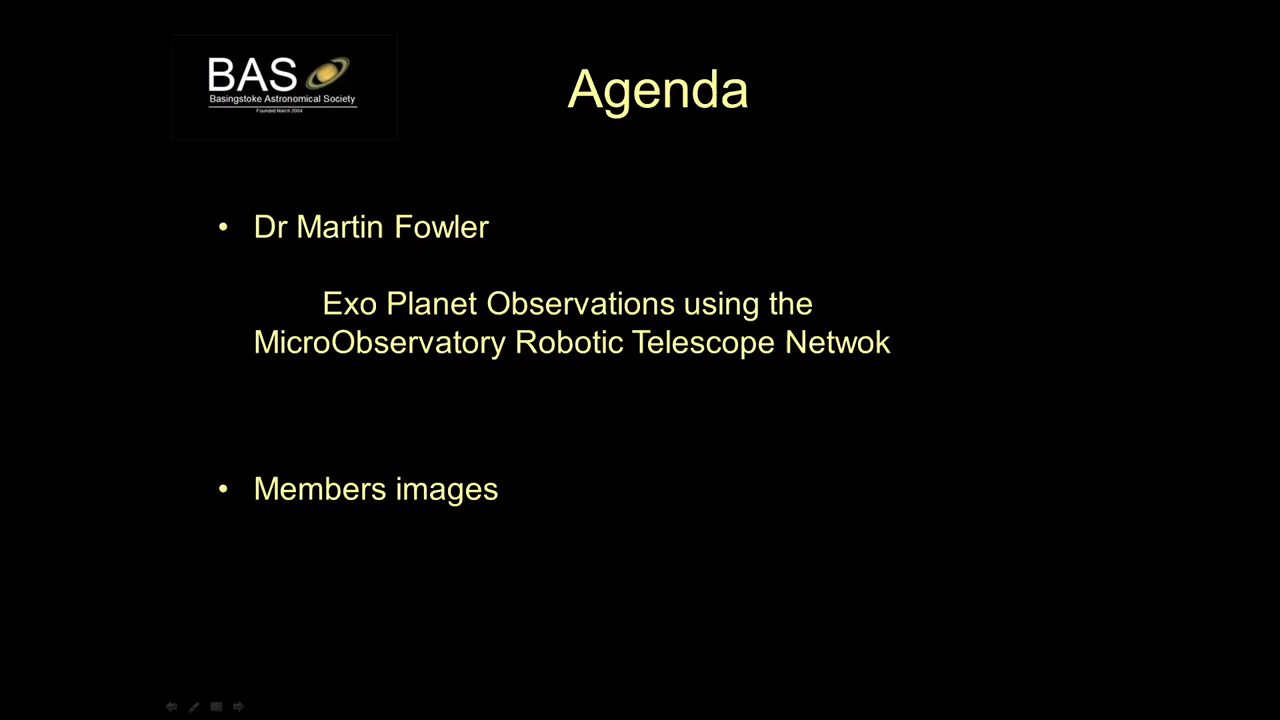 BAS
Basingstoke Astronomical Society
Founded March 2004
Agenda
• Dr Martin Fowler
Exo Planet Observations using the
MicroObservatory Robotic Telescope Netwok
• Members images